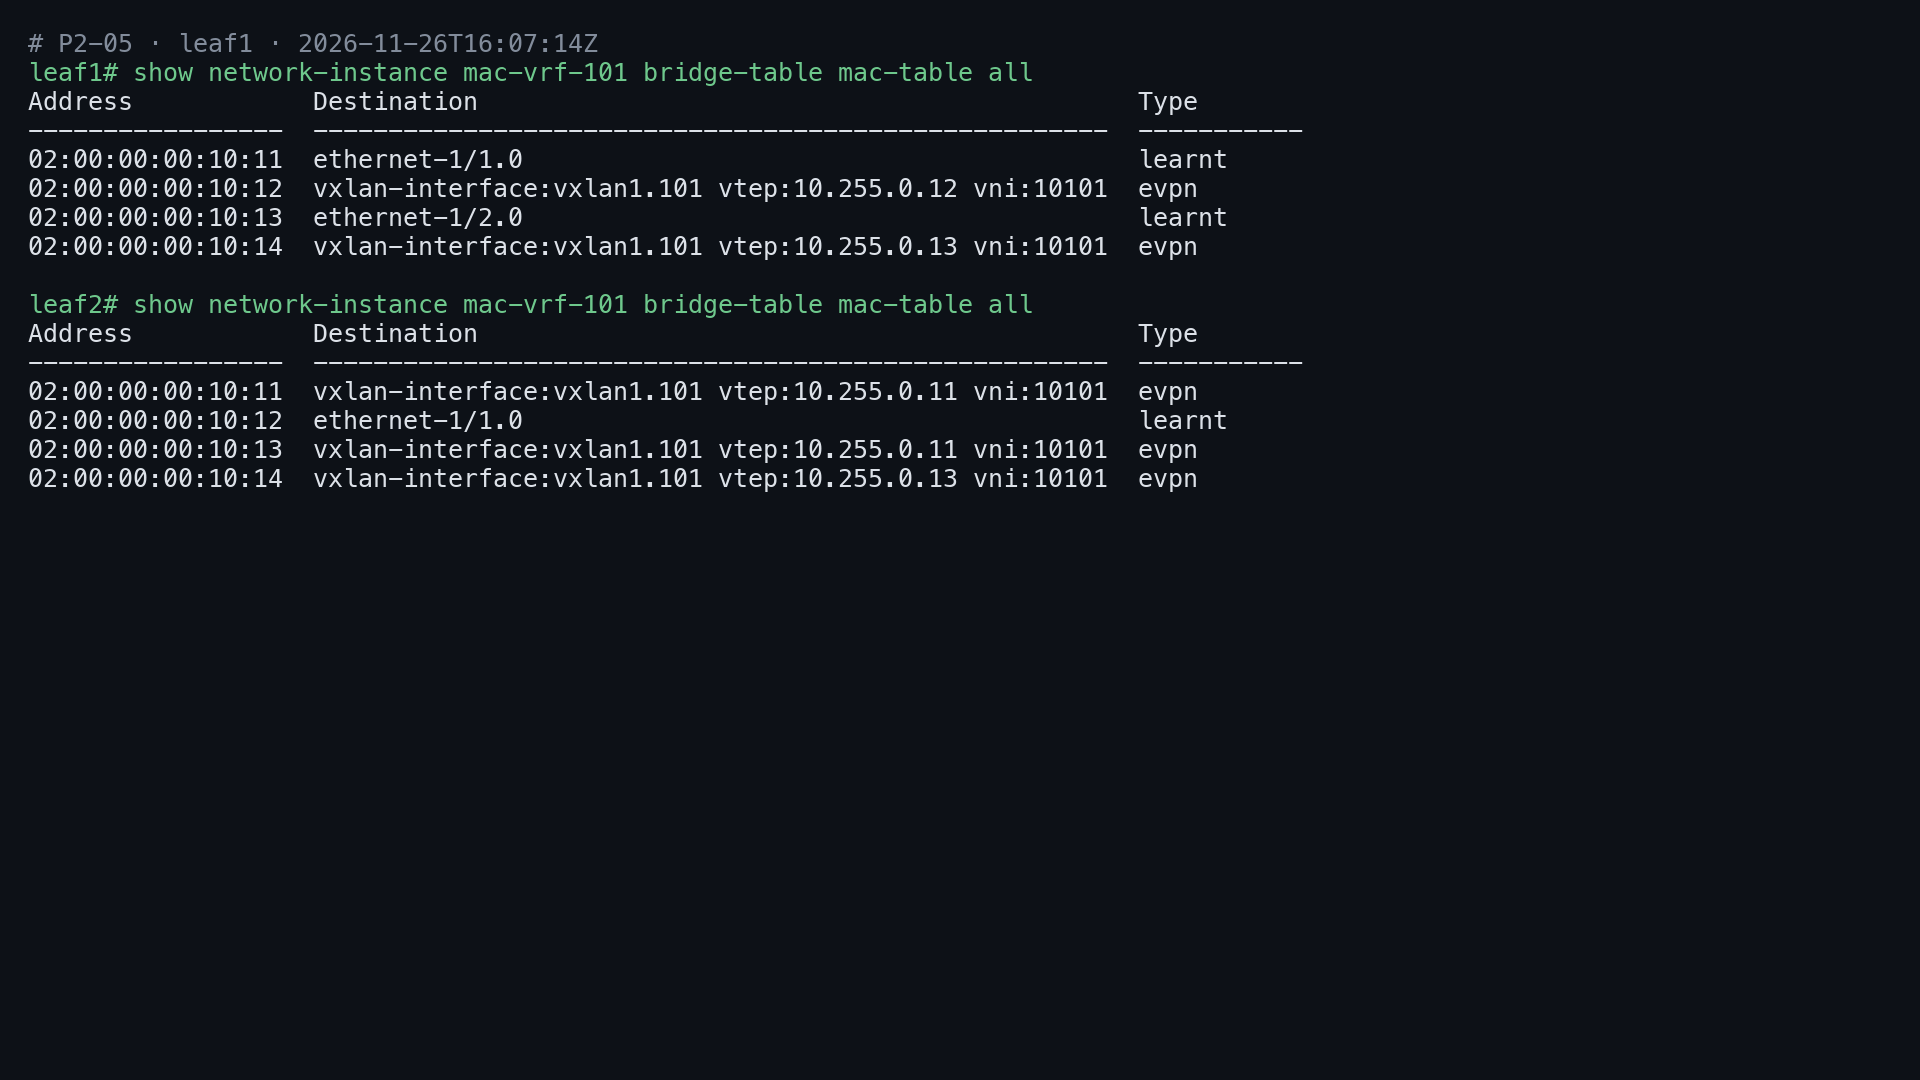 # P2-05 · leaf1 · 2026-11-26T16:07:14Z
leaf1# show network-instance mac-vrf-101 bridge-table mac-table all
Address            Destination                                            Type
-----------------  -----------------------------------------------------  -----------
02:00:00:00:10:11  ethernet-1/1.0                                         learnt
02:00:00:00:10:12  vxlan-interface:vxlan1.101 vtep:10.255.0.12 vni:10101  evpn
02:00:00:00:10:13  ethernet-1/2.0                                         learnt
02:00:00:00:10:14  vxlan-interface:vxlan1.101 vtep:10.255.0.13 vni:10101  evpn

leaf2# show network-instance mac-vrf-101 bridge-table mac-table all
Address            Destination                                            Type
-----------------  -----------------------------------------------------  -----------
02:00:00:00:10:11  vxlan-interface:vxlan1.101 vtep:10.255.0.11 vni:10101  evpn
02:00:00:00:10:12  ethernet-1/1.0                                         learnt
02:00:00:00:10:13  vxlan-interface:vxlan1.101 vtep:10.255.0.11 vni:10101  evpn
02:00:00:00:10:14  vxlan-interface:vxlan1.101 vtep:10.255.0.13 vni:10101  evpn